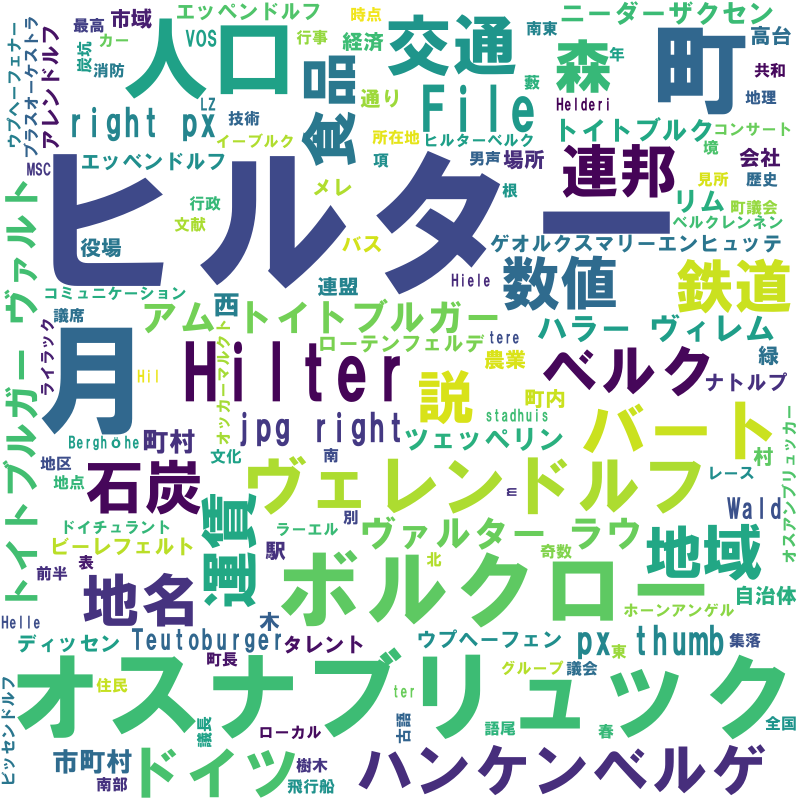 エッペンドルフ
時点
ニーダーザクセン
最高
市域
人口
交通
南東
高台
ウプヘーフェナー
ブラスオーケストラ
アレンドルフ
炭坑
カー
VOS
行事
経済
森
年
町
消防
食品
通り
藪
共和
right px
LZ
技術
File
Helderi
地理
イーブルク
所在地
ヒルターベルク
トイトブルク
コンサート
MSC
エッベンドルフ
項
男声
場所
連邦
境
会社
ヒルター
行政
メレ
根
見所
歴史
文献
リム
町議会
ベルクレンネン
役場
バス
ゲオルクスマリーエンヒュッテ
コミュニケーション
西
連盟
Hiele
数値
鉄道
トイトブルガー ヴァルト
議席
アム トイトブルガー
ハラー ヴィレム
ライラック
月
オッカーマルクト
ローテンフェルデ
tere
農業
緑
Hil
Hilter
説
町内
ベルク
ナトルプ
stadhuis
Berghöhe
町村
jpg right
ツェッペリン
バート
オスアンブリュッカー
地区
文化
南
村
地点
石炭
ヴェレンドルフ
レース
m
Wald
ドイチュラント
運賃
ラーエル
別
ヴァルター ラウ
地域
ビーレフェルト
駅
奇数
前半
表
北
地名
ボルクロー
自治体
Helle
木
ホーンアンゲル
ディッセン
Teutoburger
タレント
ウプヘーフェン
px thumb
東
集落
町長
グループ
議会
オスナブリュック
ビッセンドルフ
住民
ter
議長
ローカル
古語
語尾
春
全国
市町村
ドイツ
樹木
ハンケンベルゲ
南部
飛行船